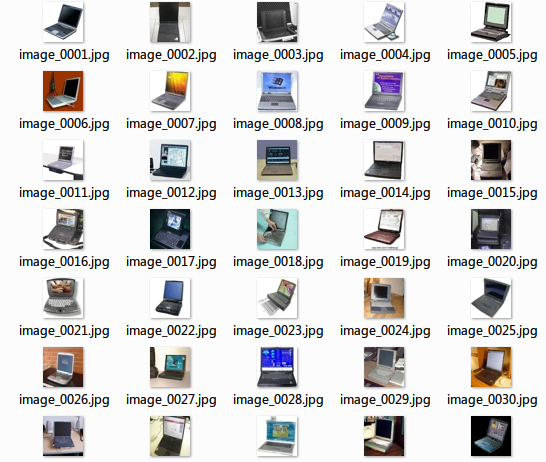 image_0001.jpg image_0002.jpg image_0003.jpg image_0004.jpg image_0005.jpg
image_0006.jpg image_0007.jpg image_0008.jpg image_0009.jpg image_0010.jpg
image_0011.jpg image_0012.jpg image_0013.jpg image_0014.jpg image_0015.jpg
image_0016.jpg image_0017.jpg image_0018.jpg image_0019.jpg image_0020.jpg
image_0021.jpg image_0022.jpg image_0023.jpg image_0024.jpg image_0025.jpg
image_0026.jpg image_0027.jpg image_0028.jpg image_0029.jpg image_0030.jpg